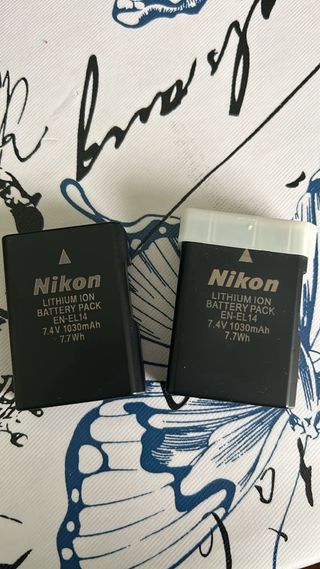 Nikon
LITHIUM ION
BATTERY PACK
EN-EL14
7.4V 1030mAh
7.7Wh
Nikon
LITHIUM ION
BATTERY PACK
EN-EL14
7.4V 1030mAh
7.7Wh